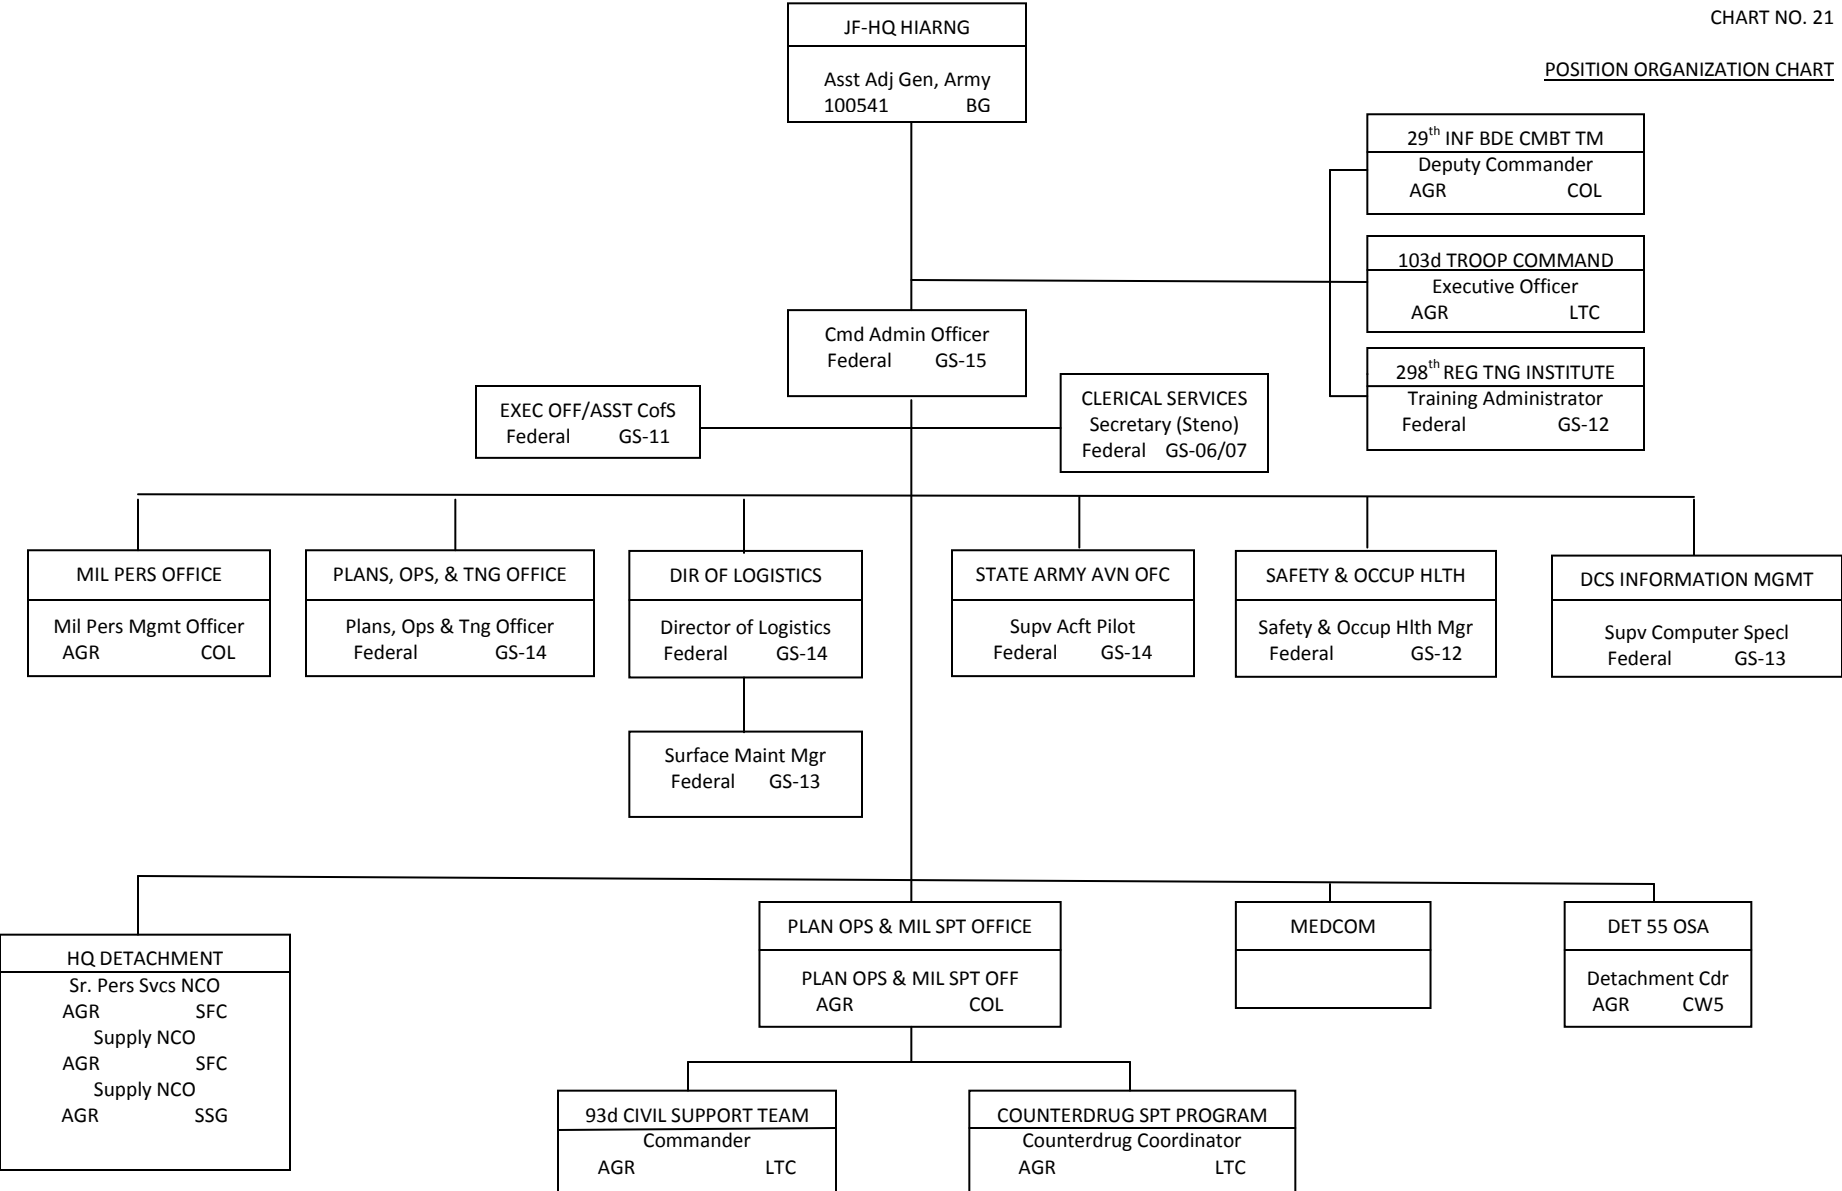 CHART NO. 21
POSITION ORGANIZATION CHART
JF-HQ HIARNG
Asst Adj Gen, Army
100541 BG
29th INF BDE CMBT TM
Deputy Commander
AGR COL
103d TROOP COMMAND
Executive Officer
AGR LTC
298th REG TNG INSTITUTE
Training Administrator
Federal GS-12
Cmd Admin Officer
Federal GS-15
EXEC OFF/ASST CofS
Federal GS-11
CLERICAL SERVICES
Secretary (Steno)
Federal GS-06/07
MIL PERS OFFICE
Mil Pers Mgmt Officer
AGR COL
PLANS, OPS, & TNG OFFICE
Plans, Ops & Tng Officer
Federal GS-14
DIR OF LOGISTICS
Director of Logistics
Federal GS-14
Surface Maint Mgr
Federal GS-13
STATE ARMY AVN OFC
Supv Acft Pilot
Federal GS-14
SAFETY & OCCUP HLTH
Safety & Occup Hlth Mgr
Federal GS-12
DCS INFORMATION MGMT
Supv Computer Specl
Federal GS-13
HQ DETACHMENT
Sr. Pers Svcs NCO
AGR SFC
Supply NCO
AGR SFC
Supply NCO
AGR SSG
PLAN OPS & MIL SPT OFFICE
PLAN OPS & MIL SPT OFF
AGR COL
MEDCOM
DET 55 OSA
Detachment Cdr
AGR CW5
93d CIVIL SUPPORT TEAM
Commander
AGR LTC
COUNTERDRUG SPT PROGRAM
Counterdrug Coordinator
AGR LTC